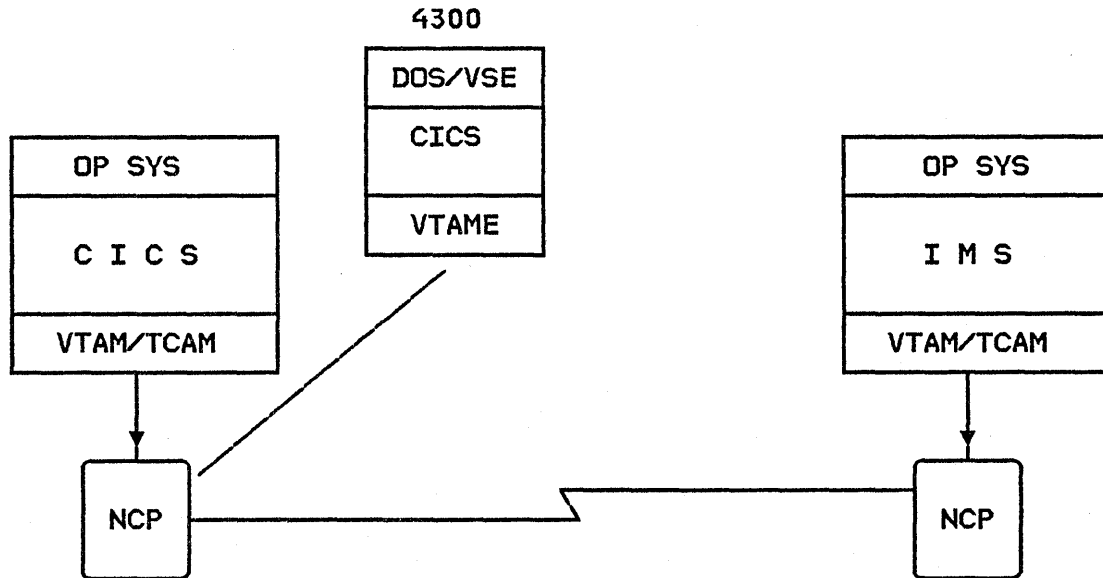 4300
DOS/VSE
CICS
VTAME
OP SYS
C I C S
VTAM/TCAM
OP SYS
I M S
VTAM/TCAM
NCP
NCP